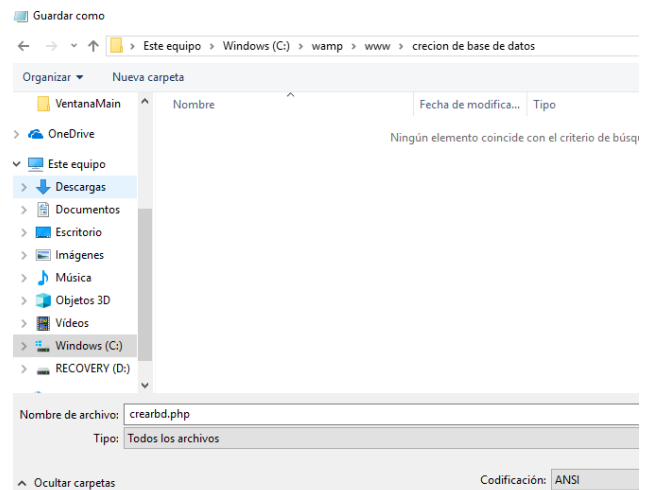 Guardar como
Este equipo > Windows (C:) > wamp > www > crecion de base de datos
Organizar Nueva carpeta
VentanaMain Nombre Fecha de modifica... Tipo
OneDrive Ningún elemento coincide con el criterio de
Este equipo
Descargas
Documentos
Escritorio
Imágenes
Música
Objetos 3D
Vídeos
Windows (C:)
RECOVERY (D:)
Nombre de archivo: crearbd.php
Tipo: Todos los archivos
Ocultar carpetas Codificación: ANSI